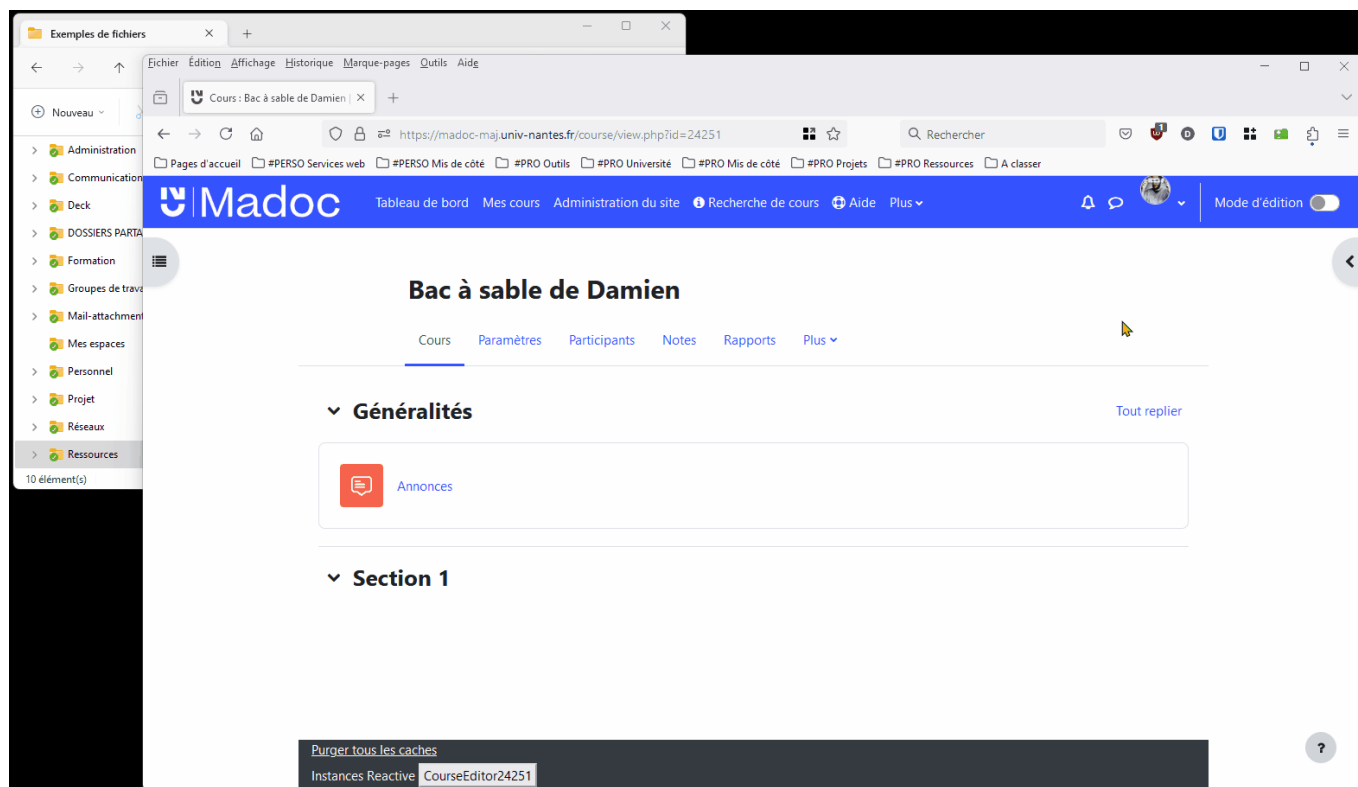 Exemples de fichiers
Fichier Édition Affichage Historique Marque-pages Outils Aide
Cours : Bac à sable de Damien |
Nouveau
https://madoc-maj.univ-nantes.fr/course/view.php?id=24251
Rechercher
Pages d'accueil #PERSO Services web #PERSO Mis de côté #PRO Outils #PRO Université #PRO Mis de côté #PRO Projets #PRO Ressources A classer
Administration
Communication
Deck
DOSSIERS PARTA
Formation
Groupes de trava
Mail-attachment
Mes espaces
Personnel
Projet
Réseaux
Ressources
10 élément(s)
Madoc
Tableau de bord Mes cours Administration du site Recherche de cours Aide Plus
Mode d'édition
Bac à sable de Damien
Cours Paramètres Participants Notes Rapports Plus
Généralités
Tout replier
Annonces
Section 1
Purger tous les caches
Instances Reactive CourseEditor24251
?